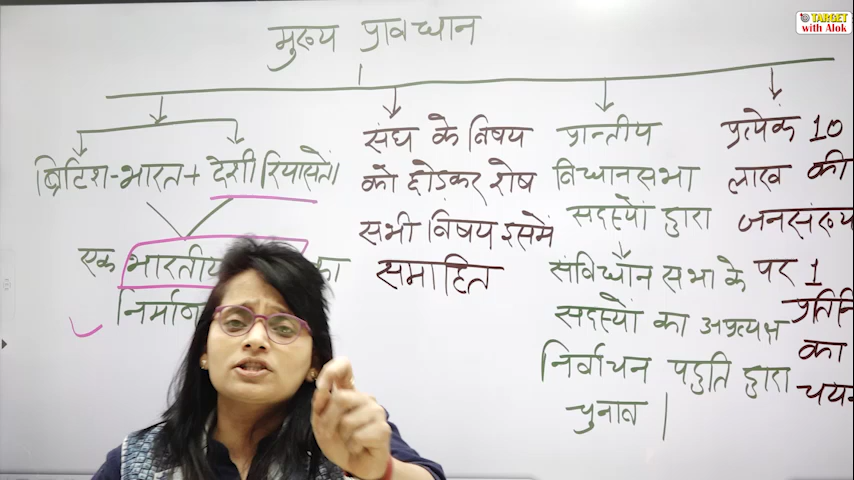 TARGET
with Alok
मुख्य प्रावधान
ब्रिटिश-भारत + देशी रियासतें
एक भारतीय का
निर्माण
संघ के विषय
को छोड़कर शेष
सभी विषय इसमें
समाहित
प्रान्तीय
विधानसभा
सदस्यों द्वारा
संविधान सभा के
सदस्यों का अप्रत्यक्ष
निर्वाचन पद्धति द्वारा
चुनाव
प्रत्येक 10
लाख की
जनसंख्य
पर 1
प्रतिनि
का
चयन